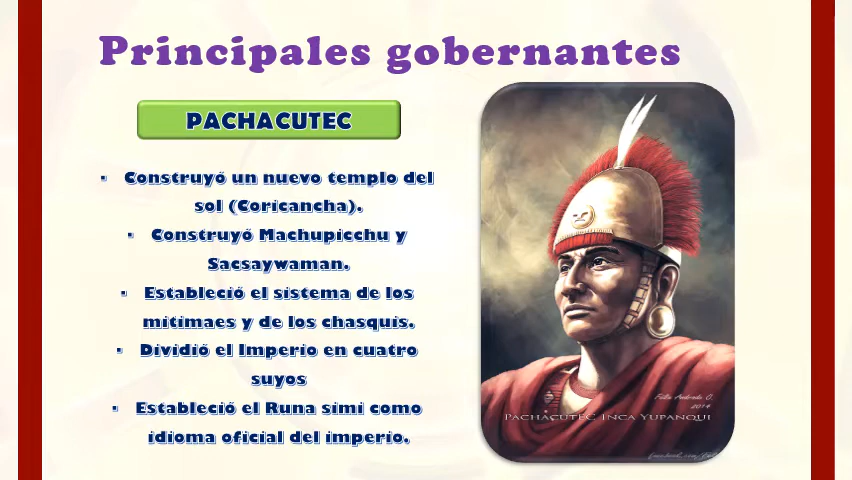 Principales gobernantes
PACHACUTEC
▪ Construyó un nuevo templo del
sol (Coricancha).
▪ Construyó Machupicchu y
Sacsaywaman.
▪ Estableció el sistema de los
mitimaes y de los chasquis.
▪ Dividió el Imperio en cuatro
suyos
▪ Estableció el Runa simi como
idioma oficial del imperio.
2014
PACHACUTEC INCA YUPANQUI